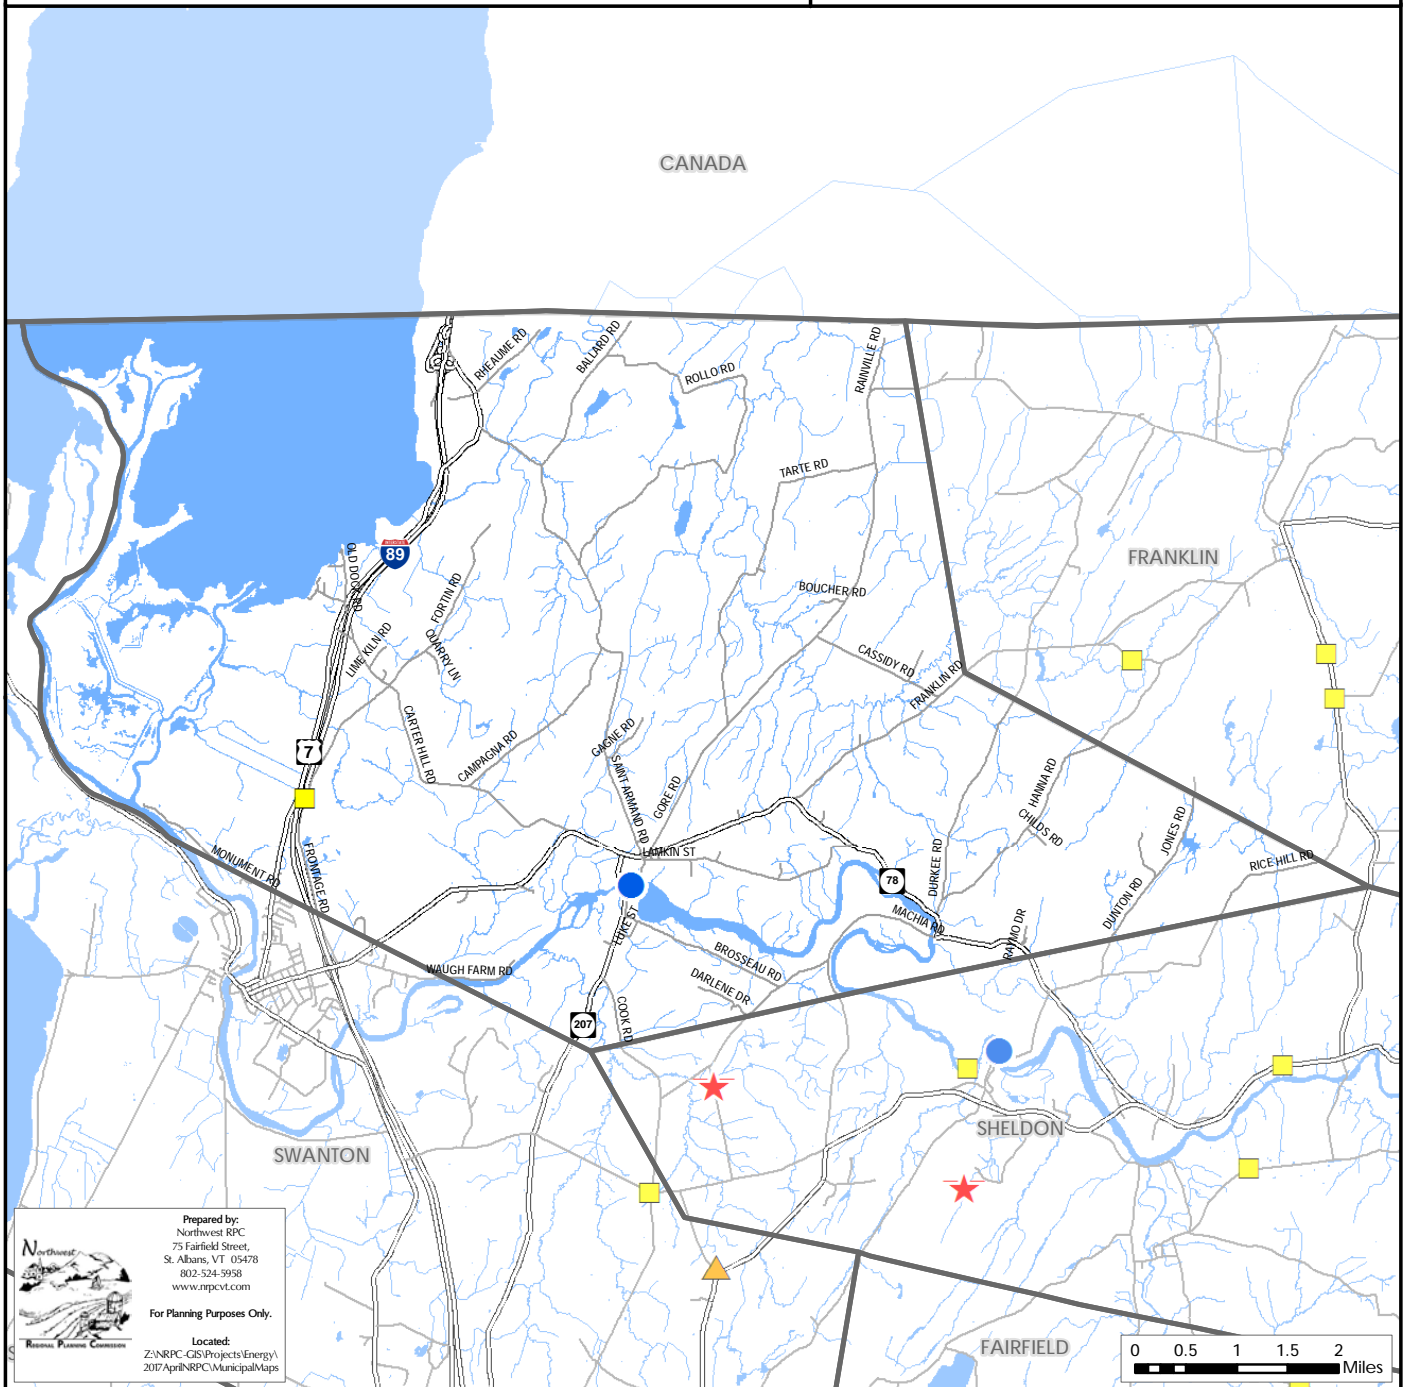 CANADA
RHEAUME RD
BALLARD RD
ROLLO RD
RAINVILLE RD
TARTE RD
INTERSTATE
89
OLD DOCK RD
FORTIN RD
BOUCHER RD
FRANKLIN
LIME KILN RD
QUARRY LN
CASSIDY RD
FRANKLIN RD
CARTER HILL RD
CAMPAGNA RD
GAGNE RD
7
SAINT ARMAND RD
GORE RD
HANNA RD
CHILDS RD
JONES RD
LAMKIN ST
MONUMENT RD
FRONTAGE RD
78
DURKEE RD
RICE HILL RD
DUNTON RD
MACHIA RD
RAYMO DR
LUKE ST
BROSSEAU RD
WAUGH FARM RD
DARLENE DR
COOK RD
207
SHELDON
SWANTON
FAIRFIELD
Northwest
REGIONAL PLANNING COMMISSION
Prepared by:
Northwest RPC
75 Fairfield Street,
St. Albans, VT 05478
802-524-5958
www.nrpcvt.com
For Planning Purposes Only.
Located:
Z:\NRPC-GIS\Projects\Energy\
2017AprilNRPC\MunicipalMaps
0 0.5 1 1.5 2
Miles